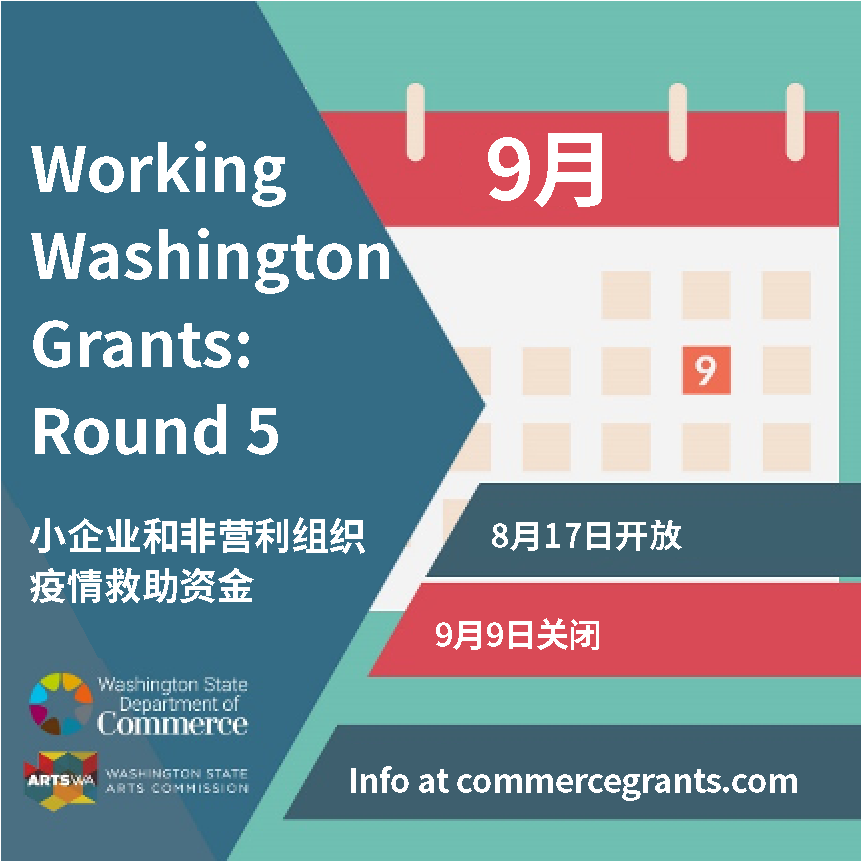 Working
Washington
Grants:
Round 5
小企业和非营利组织
疫情救助资金
Washington State
Department of
Commerce
ARTSWA
WASHINGTON STATE
ARTS COMMISSION
9月
9
8月17日开放
9月9日关闭
Info at commercegrants.com